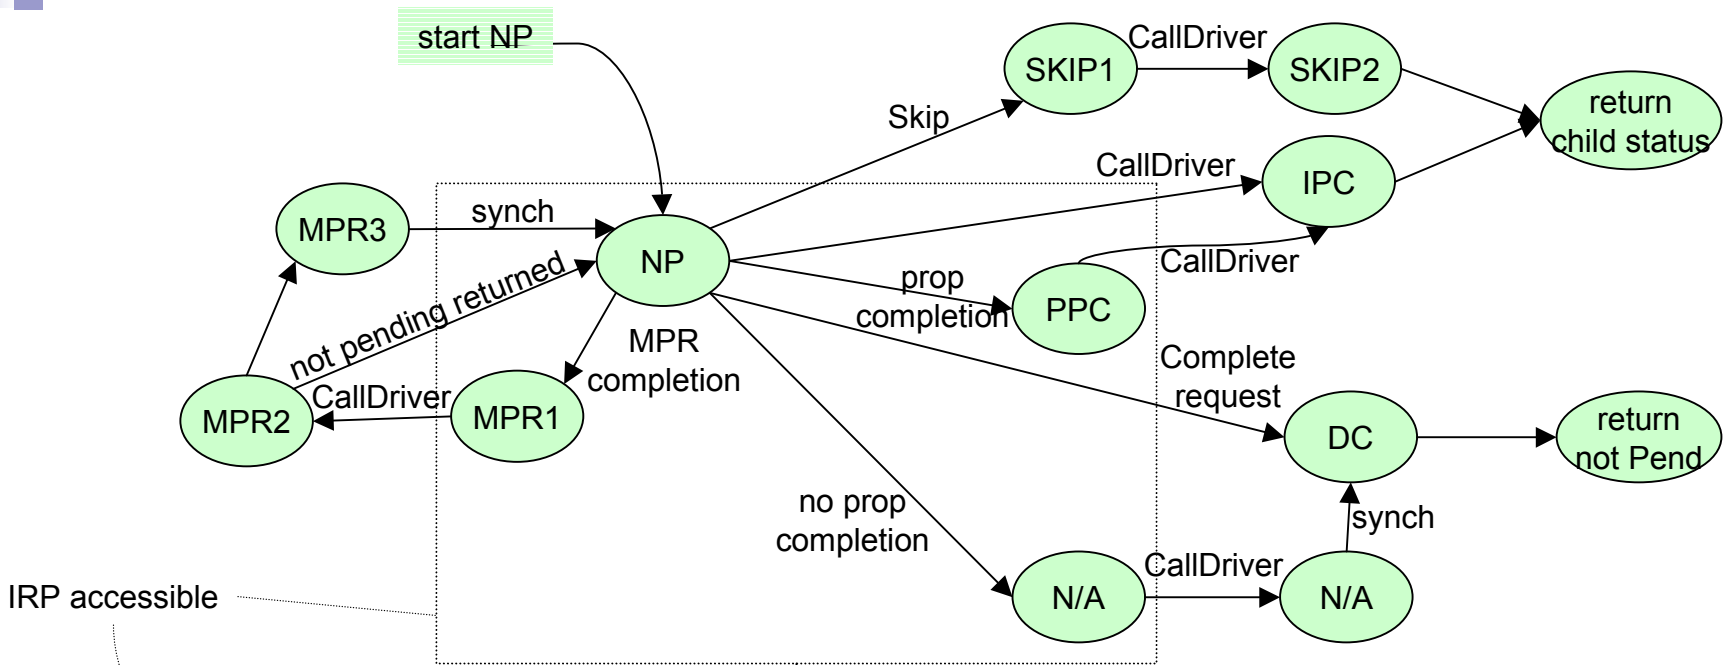 start NP
CallDriver
SKIP1
SKIP2
return
child status
Skip
CallDriver
IPC
MPR3
synch
NP
CallDriver
not pending returned
prop
completion
PPC
MPR
completion
Complete
request
MPR2
CallDriver
MPR1
DC
return
not Pend
no prop
completion
synch
CallDriver
N/A
N/A
IRP accessible